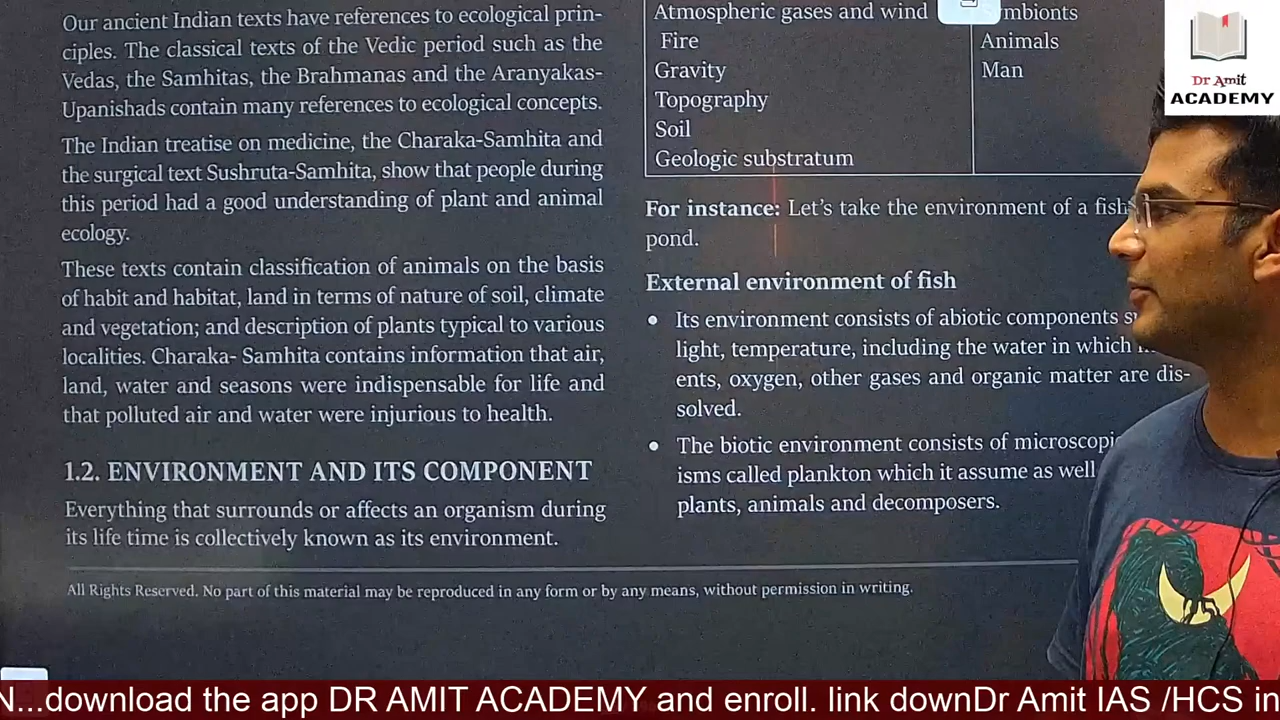 Our ancient Indian texts have references to ecological prin-
ciples. The classical texts of the Vedic period such as the
Vedas, the Samhitas, the Brahmanas and the Aranyakas-
Upanishads contain many references to ecological concepts.
The Indian treatise on medicine, the Charaka-Samhita and
the surgical text Sushruta-Samhita, show that people during
this period had a good understanding of plant and animal
ecology.
These texts contain classification of animals on the basis
of habit and habitat, land in terms of nature of soil, climate
and vegetation; and description of plants typical to various
localities. Charaka- Samhita contains information that air,
land, water and seasons were indispensable for life and
that polluted air and water were injurious to health.
1.2. ENVIRONMENT AND ITS COMPONENT
Everything that surrounds or affects an organism during
its life time is collectively known as its environment.
Atmospheric gases and wind
Fire
Gravity
Topography
Soil
Geologic substratum
Animals
Man
For instance: Let's take the environment of a fish
pond.
External environment of fish
• Its environment consists of abiotic components
light, temperature, including the water in which
ents, oxygen, other gases and organic matter are dis-
solved.
• The biotic environment consists of microscopic
isms called plankton which it assume as well
plants, animals and decomposers.
All Rights Reserved. No part of this material may be reproduced in any form or by any means, without permission in writing.
Dr Amit
ACADEMY
N...download the app DR AMIT ACADEMY and enroll. link downDr Amit IAS /HCS in